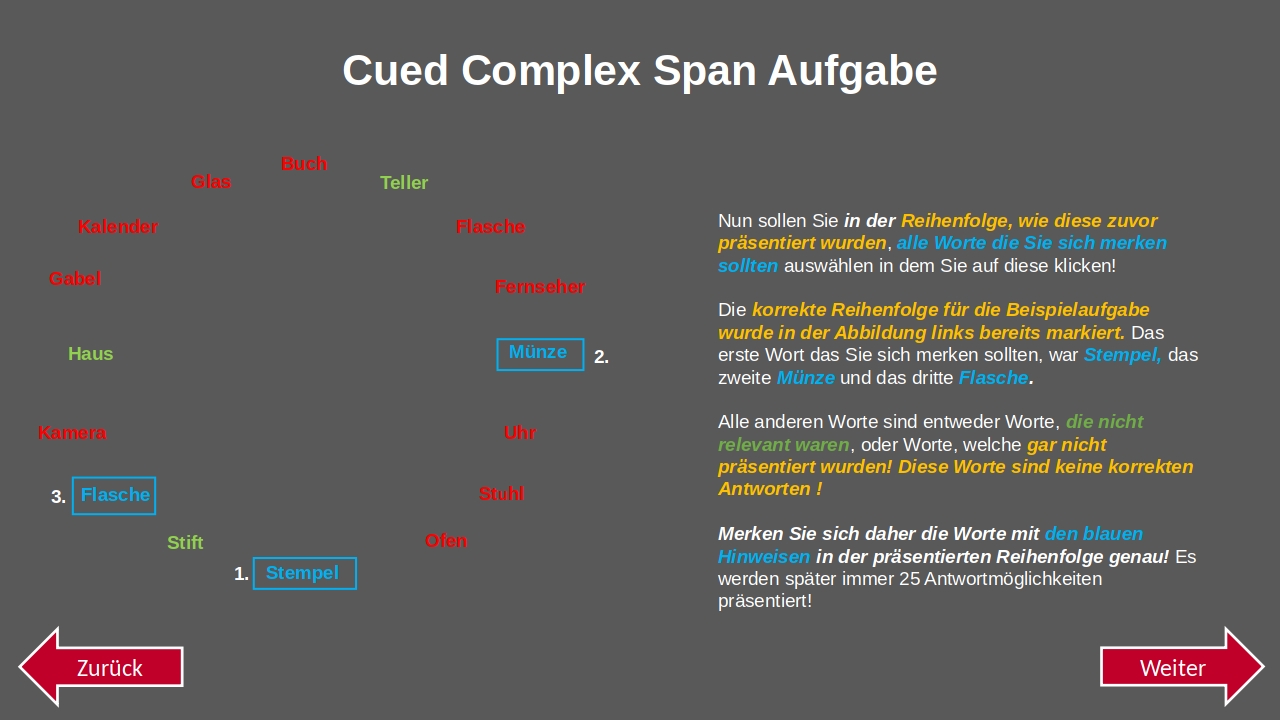 Cued Complex Span Aufgabe
Buch
Glas
Teller
Kalender
Flasche
Gabel
Fernseher
Haus
Münze 2.
Kamera
Uhr
3. Flasche
Stuhl
Stift
Ofen
1. Stempel
Nun sollen Sie in der Reihenfolge, wie diese zuvor
präsentiert wurden, alle Worte die Sie sich merken
sollten auswählen in dem Sie auf diese klicken!
Die korrekte Reihenfolge für die Beispielaufgabe
wurde in der Abbildung links bereits markiert. Das
erste Wort das Sie sich merken sollten, war Stempel, das
zweite Münze und das dritte Flasche.
Alle anderen Worte sind entweder Worte, die nicht
relevant waren, oder Worte, welche gar nicht
präsentiert wurden! Diese Worte sind keine korrekten
Antworten !
Merken Sie sich daher die Worte mit den blauen
Hinweisen in der präsentierten Reihenfolge genau! Es
werden später immer 25 Antwortmöglichkeiten
präsentiert!
Zurück
Weiter